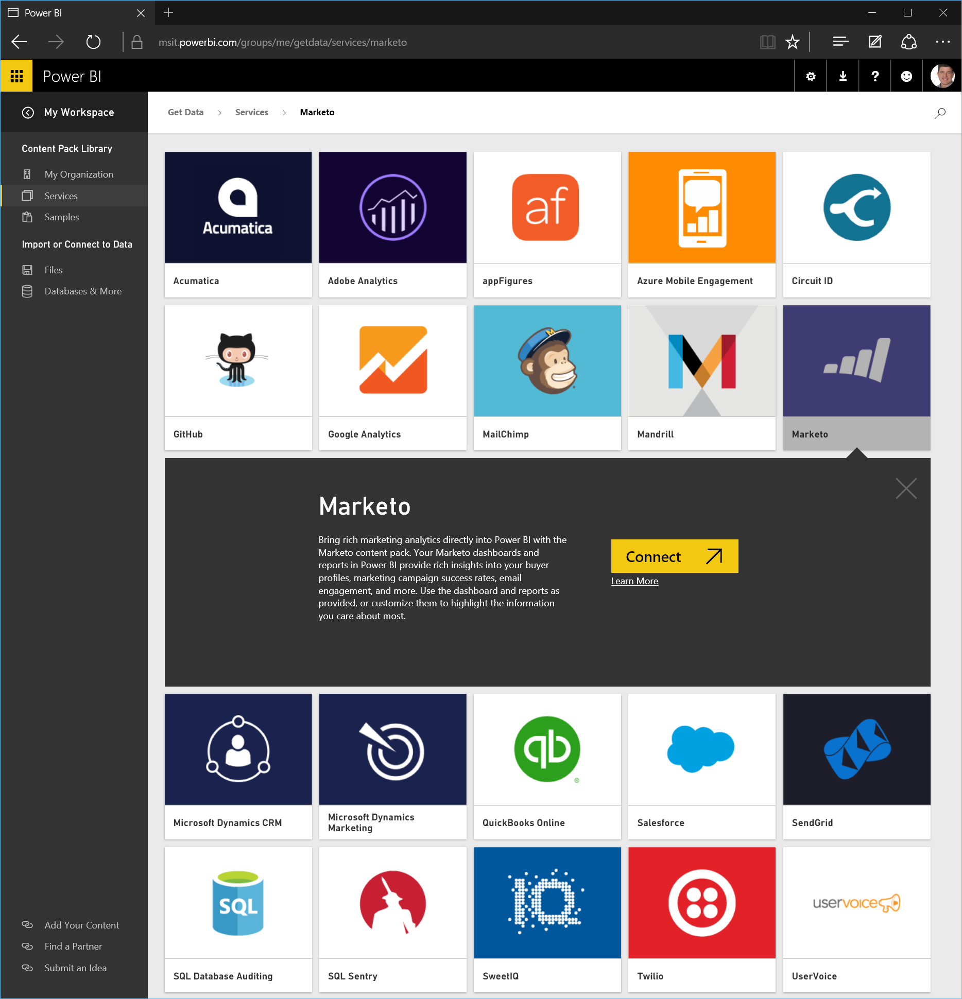 Power BI
msit.powerbi.com/groups/me/getdata/services/marketo
Power BI
?
My Workspace
Get Data > Services > Marketo
Content Pack Library
My Organization
Services
Samples
Import or Connect to Data
Files
Databases & More
Add Your Content
Find a Partner
Submit an Idea
Acumatica
af
Acumatica
Adobe Analytics
appFigures
Azure Mobile Engagement
Circuit ID
M
GitHub
Google Analytics
MailChimp
Mandrill
Marketo
Marketo
Bring rich marketing analytics directly into Power BI with the
Marketo content pack. Your Marketo dashboards and
reports in Power BI provide rich insights into your buyer
profiles, marketing campaign success rates, email
engagement, and more. Use the dashboard and reports as
provided, or customize them to highlight the information
you care about most.
Connect
Learn More
qb
®
Microsoft Dynamics CRM
Microsoft Dynamics
Marketing
QuickBooks Online
Salesforce
SendGrid
SQL
IQ
uservoice
SQL Database Auditing
SQL Sentry
SweetIQ
Twilio
UserVoice